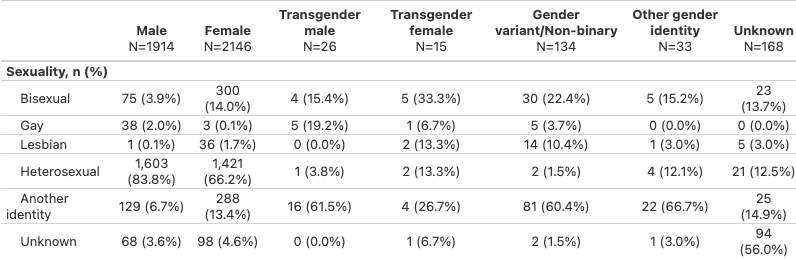 Male Female Transgender male Transgender female Gender variant/Non-binary Other gender identity Unknown
N=1914 N=2146 N=26 N=15 N=134 N=33 N=168
Sexuality, n (%)
Bisexual 75 (3.9%) 300 (14.0%) 4 (15.4%) 5 (33.3%) 30 (22.4%) 5 (15.2%) 23 (13.7%)
Gay 38 (2.0%) 3 (0.1%) 5 (19.2%) 1 (6.7%) 5 (3.7%) 0 (0.0%) 0 (0.0%)
Lesbian 1 (0.1%) 36 (1.7%) 0 (0.0%) 2 (13.3%) 14 (10.4%) 1 (3.0%) 5 (3.0%)
Heterosexual 1,603 (83.8%) 1,421 (66.2%) 1 (3.8%) 2 (13.3%) 2 (1.5%) 4 (12.1%) 21 (12.5%)
Another identity 129 (6.7%) 288 (13.4%) 16 (61.5%) 4 (26.7%) 81 (60.4%) 22 (66.7%) 25 (14.9%)
Unknown 68 (3.6%) 98 (4.6%) 0 (0.0%) 1 (6.7%) 2 (1.5%) 1 (3.0%) 94 (56.0%)